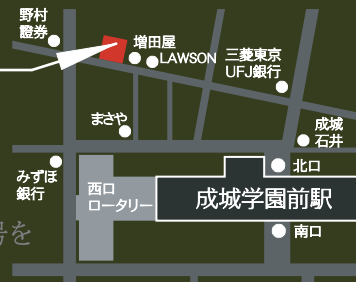 野村
證券
増田屋
LAWSON
三菱東京
UFJ銀行
まさや
成城
石井
みずほ
銀行
北口
西口
ロータリー
成城学園前駅
南口
号を